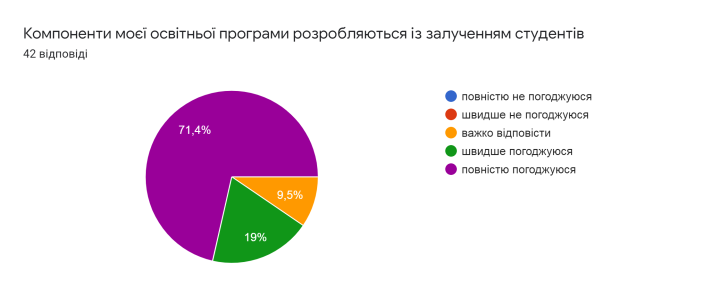 Компоненти моєї освітньої програми розробляються із залученням студентів
42 відповіді
71,4%
9,5%
19%
повністю не погоджуюся
швидше не погоджуюся
важко відповісти
швидше погоджуюся
повністю погоджуюся